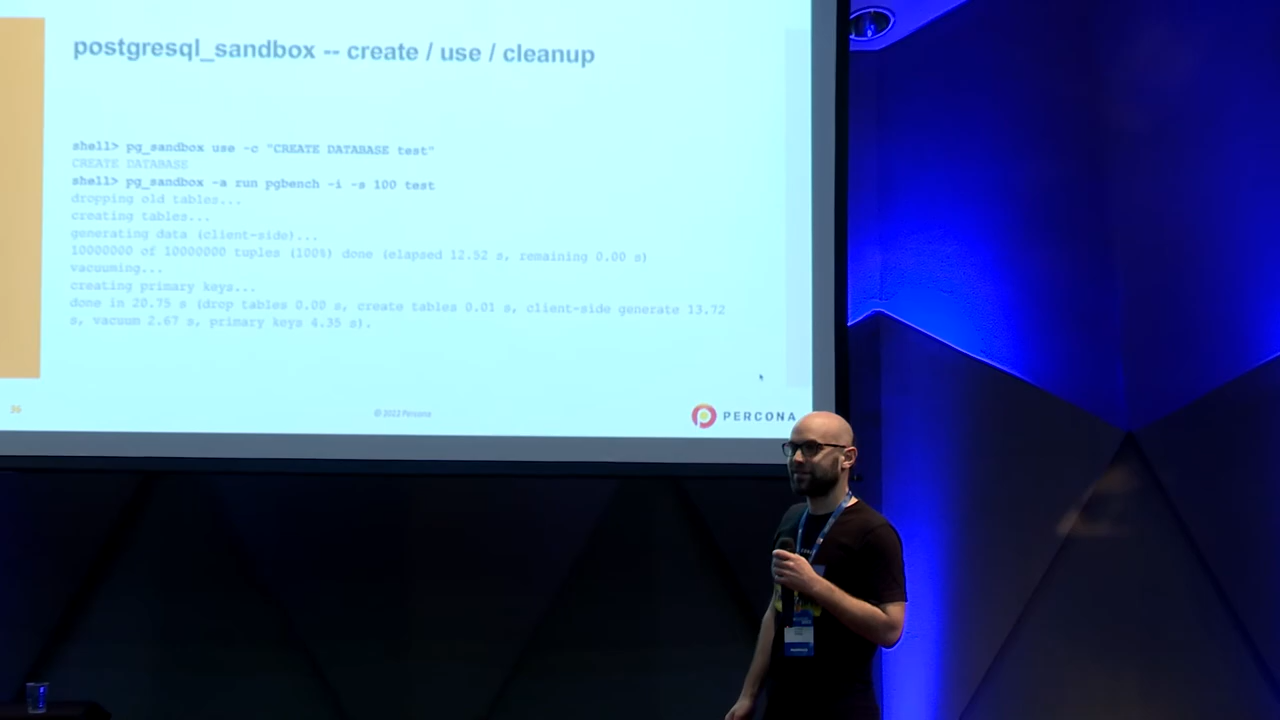 postgresql_sandbox -- create / use / cleanup
shell> pg_sandbox use -c "CREATE DATABASE test"
CREATE DATABASE
shell> pg_sandbox -a run pgbench -i -s 100 test
dropping old tables...
creating tables...
generating data (client-side)...
10000000 of 10000000 tuples (100%) done (elapsed 12.52 s, remaining 0.00 s)
vacuuming...
creating primary keys...
done in 20.75 s (drop tables 0.00 s, create tables 0.01 s, client-side generate 13.72
s, vacuum 2.67 s, primary keys 4.35 s).
36
© 2023 Percona
PERCONA